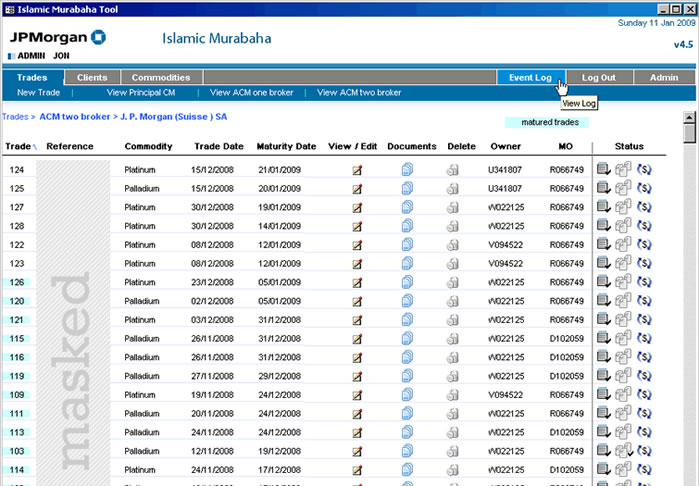 Islamic Murabaha Tool
Sunday 11 Jan 2009
JPMorgan
Islamic Murabaha
v4.5
ADMIN JON
Trades Clients Commodities Event Log Log Out Admin
New Trade | View Principal CM | View ACM one broker | View ACM two broker
View Log
Trades > ACM two broker > J. P. Morgan (Suisse ) SA
matured trades
Trade Reference Commodity Trade Date Maturity Date View / Edit Documents Delete Owner MO Status
124 Platinum 15/12/2008 21/01/2009 U341807 R066749
125 Palladium 15/12/2008 20/01/2009 U341807 R066749
127 Platinum 30/12/2008 19/01/2009 W022125 R066749
128 Platinum 30/12/2008 14/01/2009 W022125 R066749
122 Platinum 08/12/2008 12/01/2009 V094522 R066749
123 Platinum 08/12/2008 12/01/2009 V094522 R066749
126 Platinum 23/12/2008 05/01/2009 W022125 R066749
120 Palladium 02/12/2008 05/01/2009 W022125 R066749
121 Platinum 03/12/2008 31/12/2008 W022125 R066749
115 Palladium 26/11/2008 31/12/2008 W022125 D102059
116 Palladium 26/11/2008 31/12/2008 W022125 D102059
119 Palladium 27/11/2008 29/12/2008 W022125 D102059
109 Platinum 19/11/2008 24/12/2008 V094522 R066749
111 Palladium 20/11/2008 24/12/2008 W022125 R066749
113 Palladium 20/11/2008 24/12/2008 W022125 D102059
103 Palladium 12/11/2008 19/12/2008 W022125 R066749
114 Platinum 24/11/2008 17/12/2008 W022125 D102059
masked